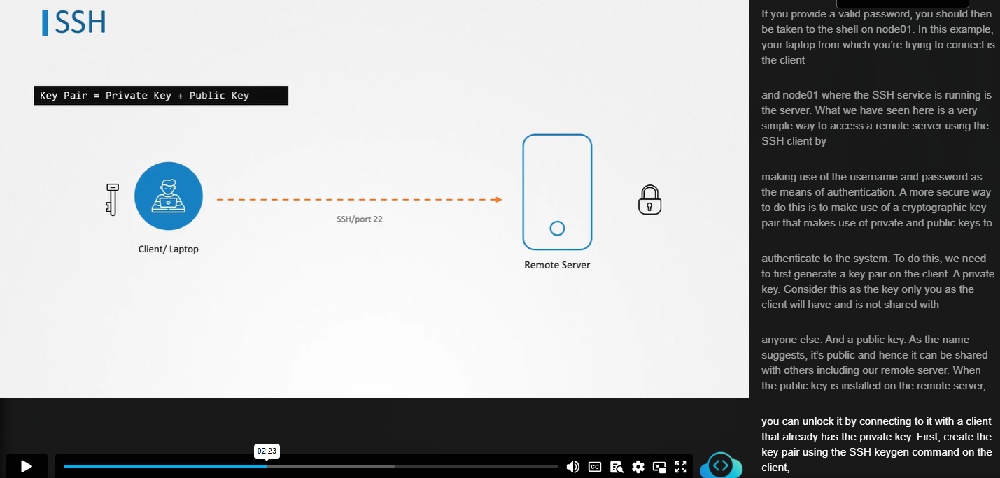 SSH
Key Pair = Private Key + Public Key
SSH/port 22
Client/ Laptop
Remote Server
02:23
CC
If you provide a valid password, you should then
be taken to the shell on node01. In this example,
your laptop from which you're trying to connect is
the client
and node01 where the SSH service is running is
the server. What we have seen here is a very
simple way to access a remote server using the
SSH client by
making use of the username and password as
the means of authentication. A more secure way
to do this is to make use of a cryptographic key
pair that makes use of private and public keys to
authenticate to the system. To do this, we need
to first generate a key pair on the client. A private
key. Consider this as the key only you as the
client will have and is not shared with
anyone else. And a public key. As the name
suggests, it's public and hence it can be shared
with others including our remote server. When
the public key is installed on the remote server,
you can unlock it by connecting to it with a client
that already has the private key. First, create the
key pair using the SSH keygen command on the
client,